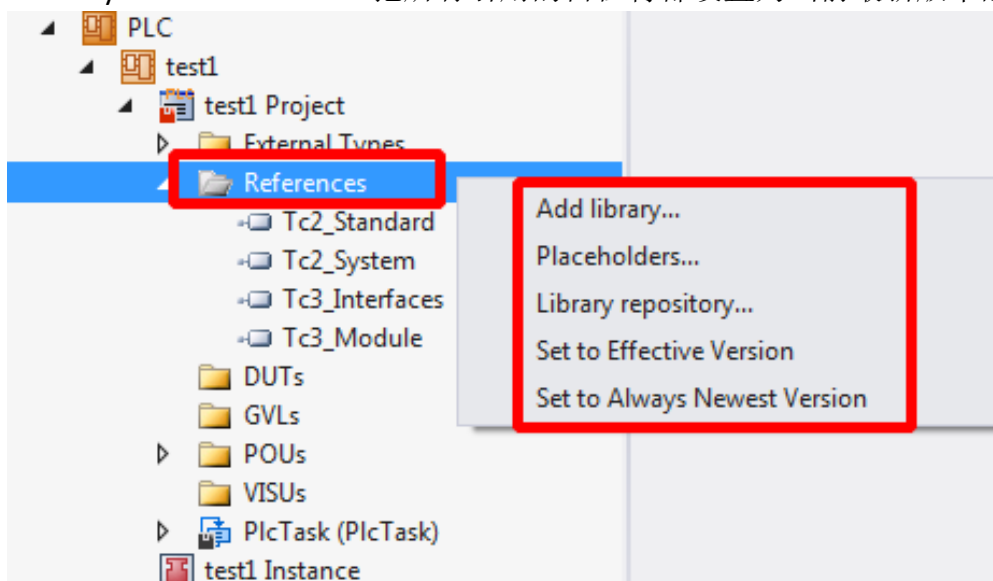 PLC
test1
test1 Project
External Types
References
Tc2_Standard
Tc2_System
Tc3_Interfaces
Tc3_Module
DUTs
GVLs
POUs
VISUs
PlcTask (PlcTask)
test1 Instance
Add library...
Placeholders...
Library repository...
Set to Effective Version
Set to Always Newest Version